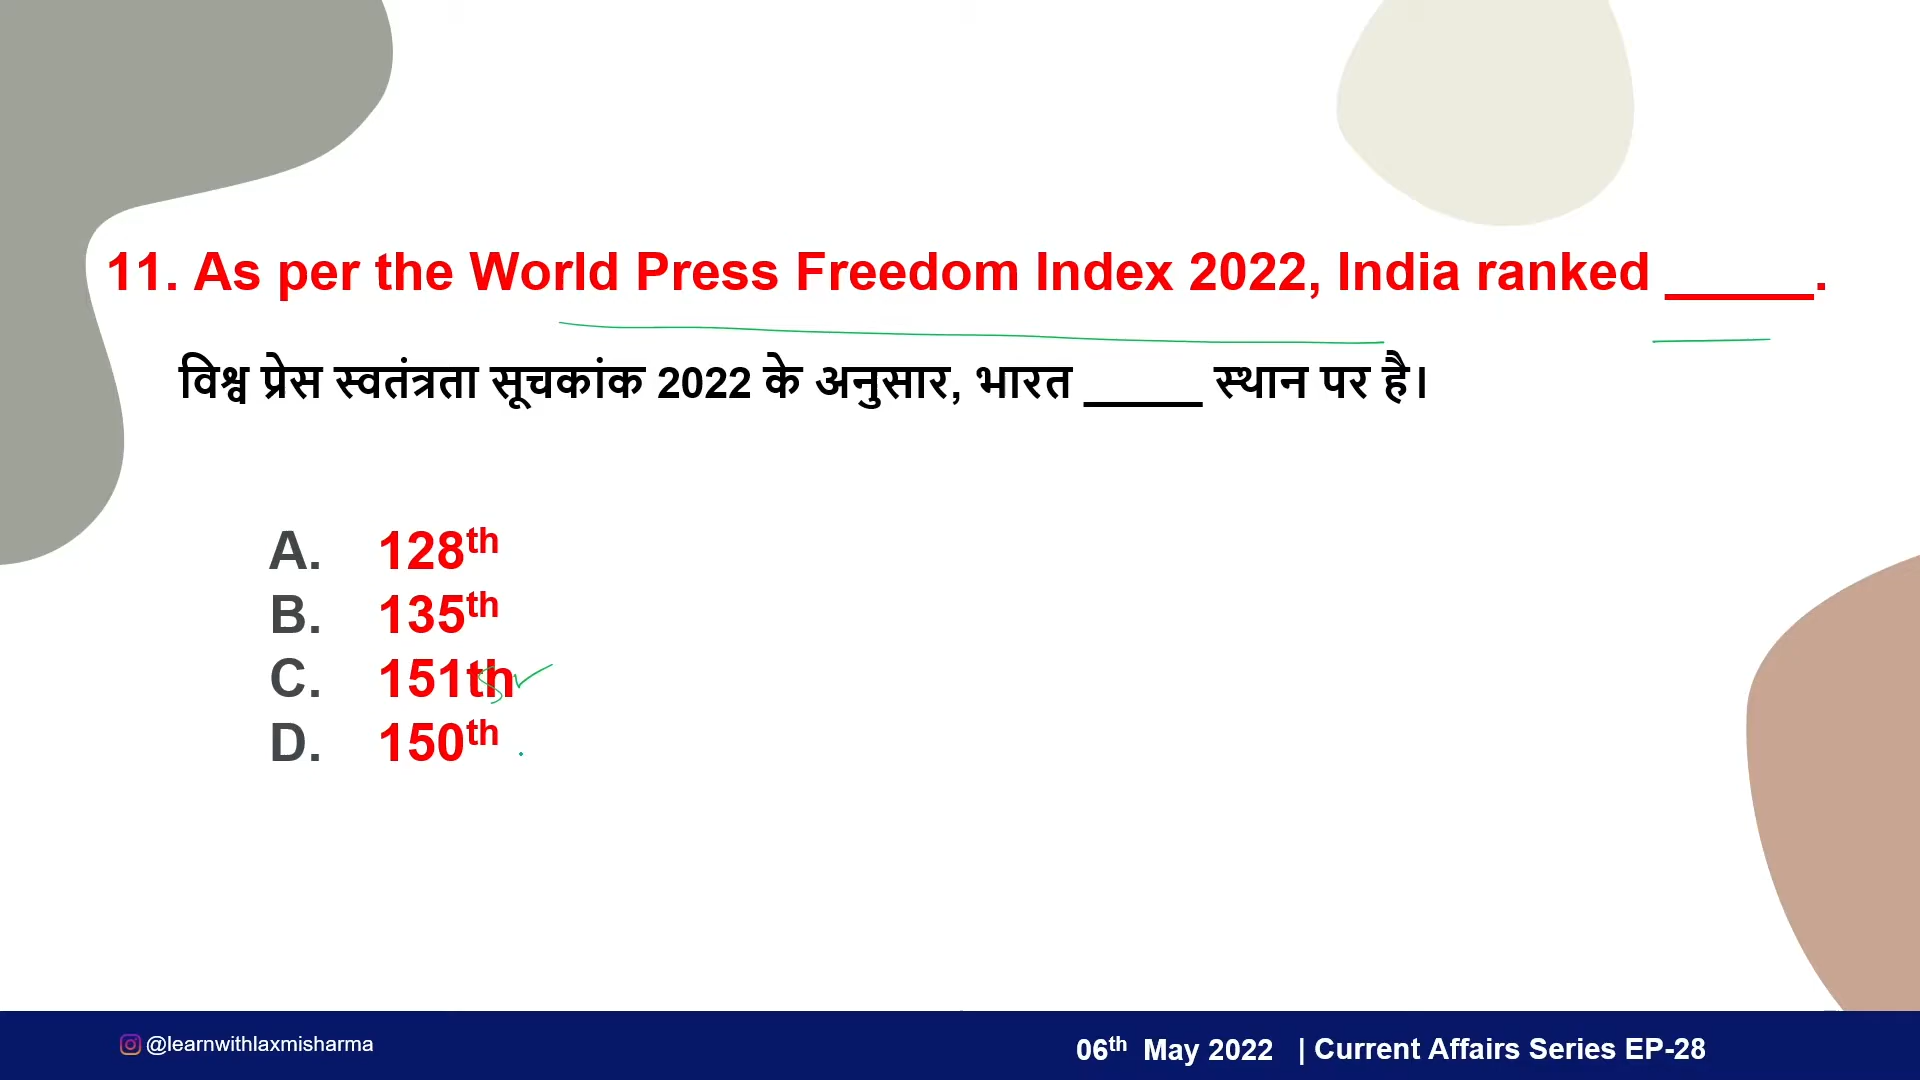 11. As per the World Press Freedom Index 2022, India ranked _____.
विश्व प्रेस स्वतंत्रता सूचकांक 2022 के अनुसार, भारत _____ स्थान पर है।
A. 128th
B. 135th
C. 151th
D. 150th
@learnwithlaxmisharma
06th May 2022 | Current Affairs Series EP-28